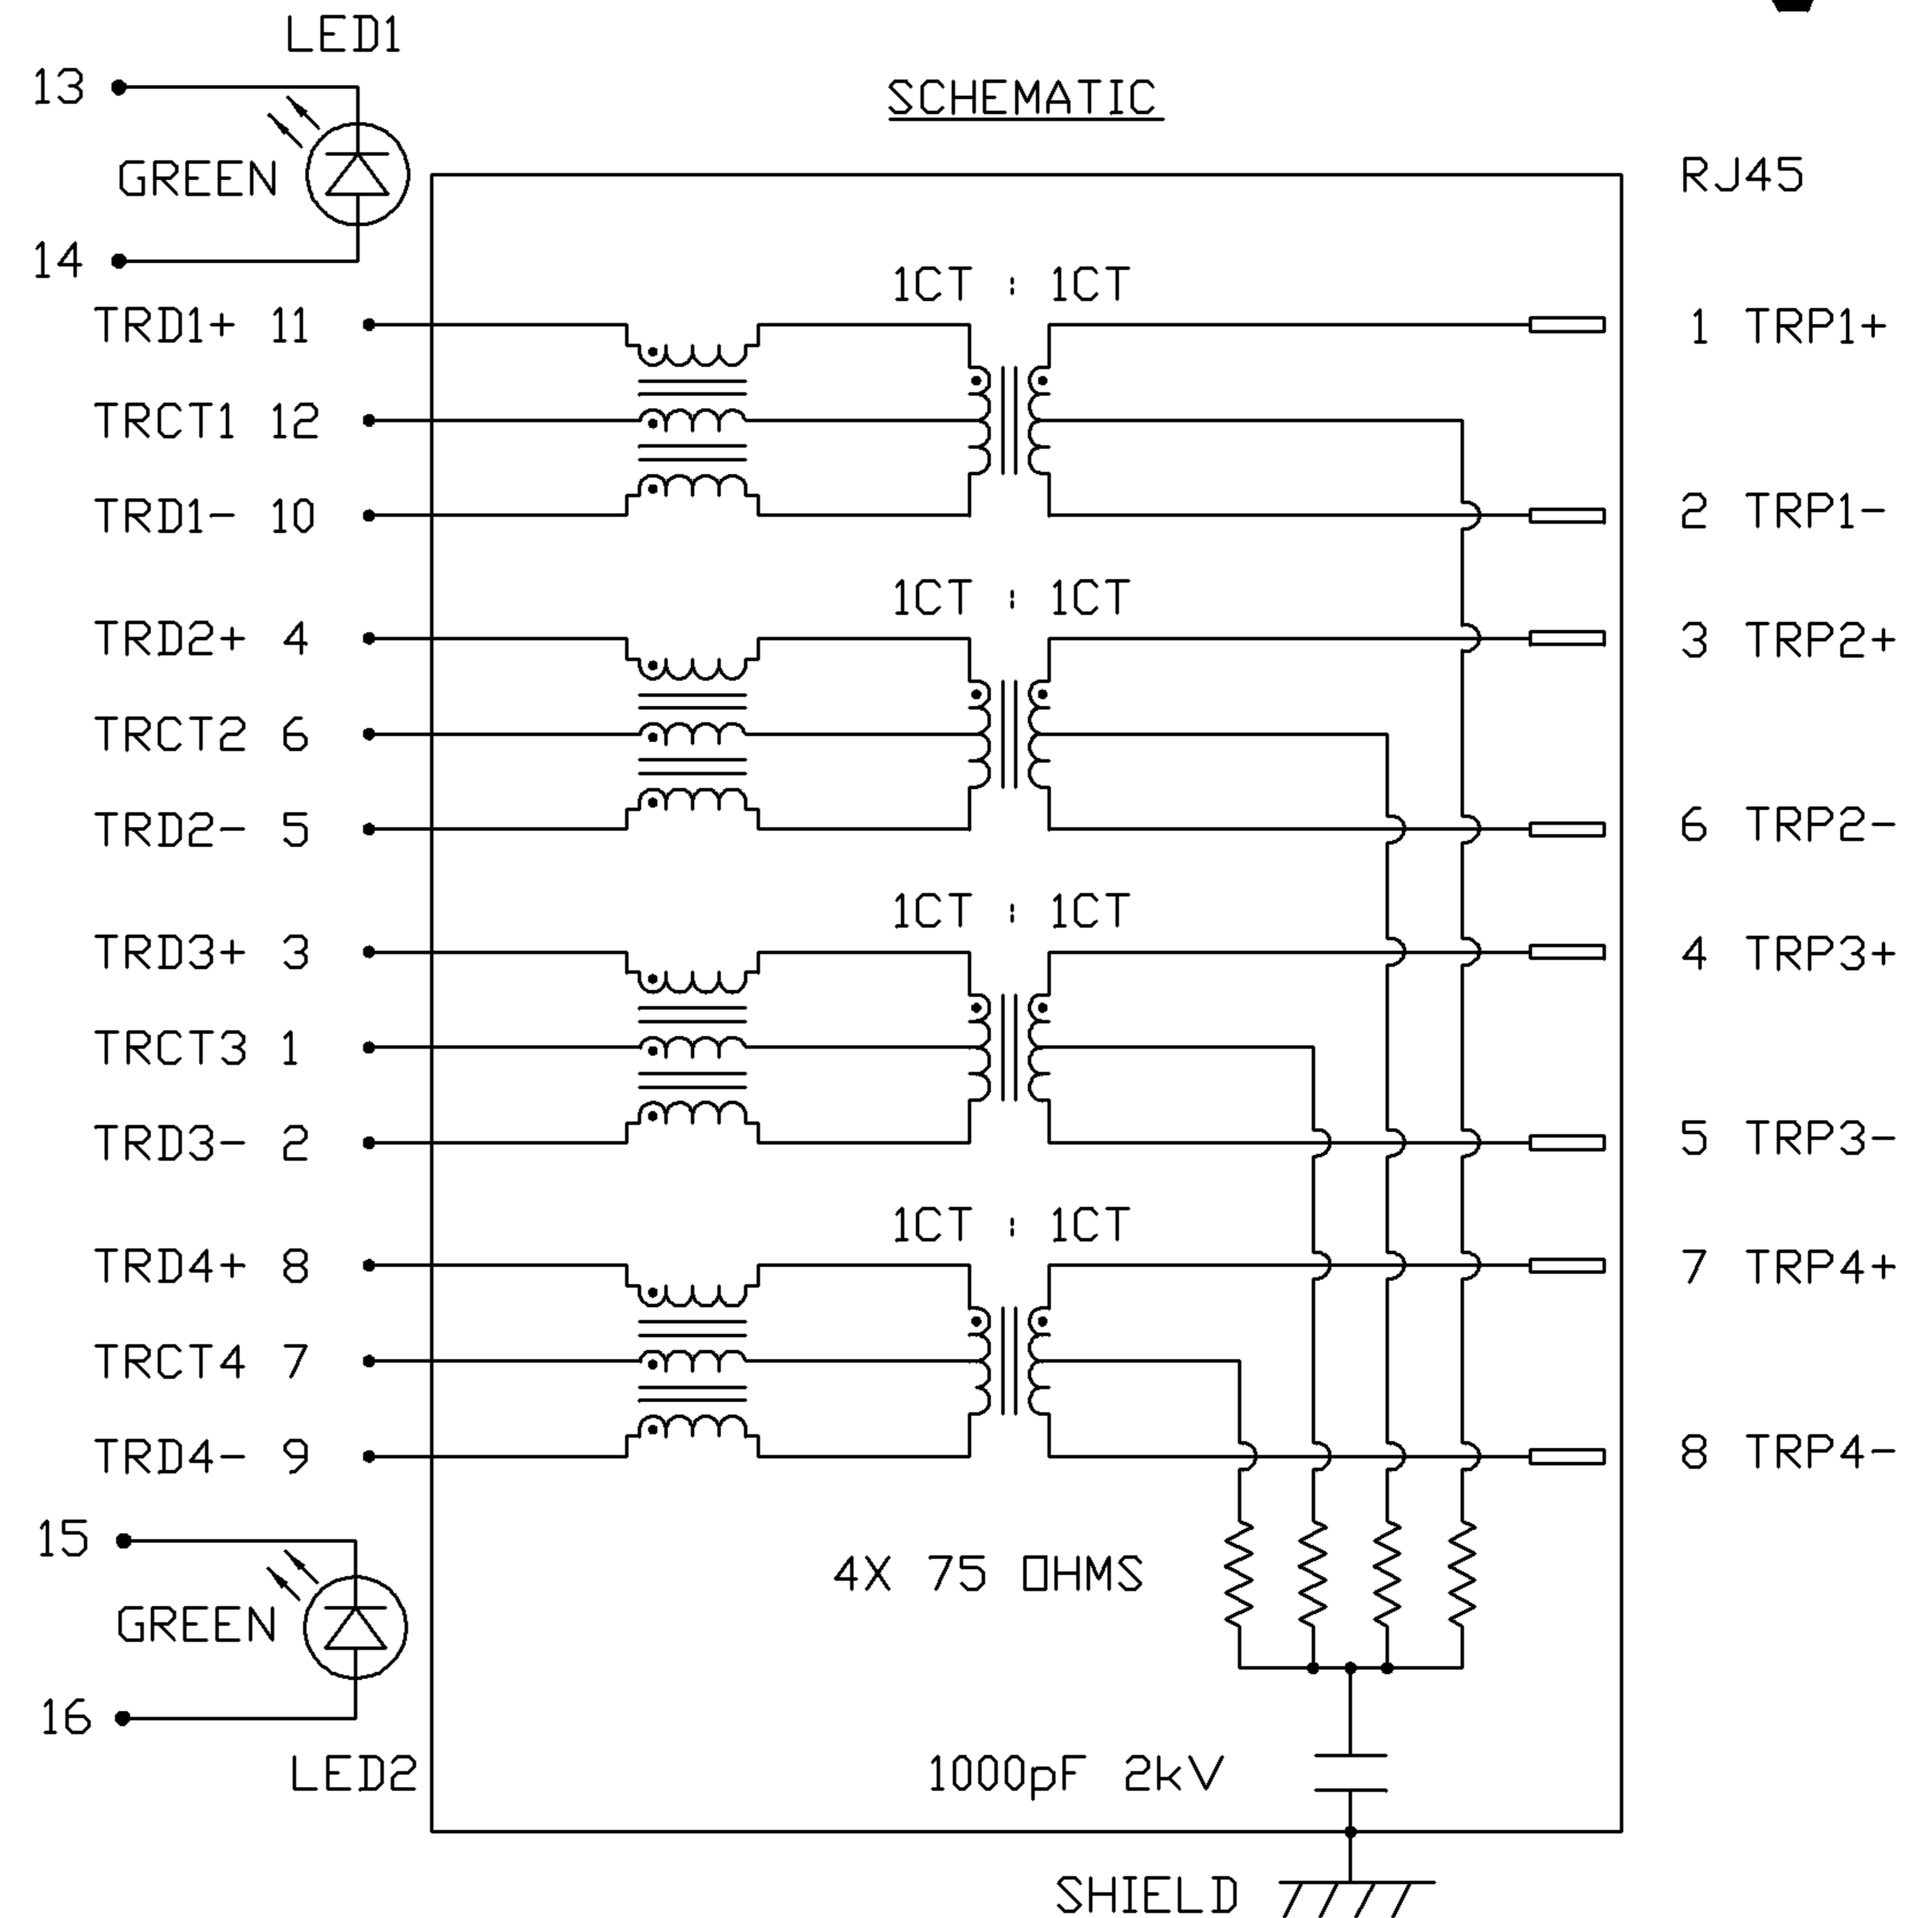 LED1
13
SCHEMATIC
GREEN
RJ45
14
1CT : 1CT
TRD1+ 11
1 TRP1+
TRCT1 12
TRD1- 10
2 TRP1-
1CT : 1CT
TRD2+ 4
3 TRP2+
TRCT2 6
TRD2- 5
6 TRP2-
1CT : 1CT
TRD3+ 3
4 TRP3+
TRCT3 1
TRD3- 2
5 TRP3-
1CT : 1CT
TRD4+ 8
7 TRP4+
TRCT4 7
TRD4- 9
8 TRP4-
15
4X 75 OHMS
GREEN
16
LED2
1000pF 2kV
SHIELD